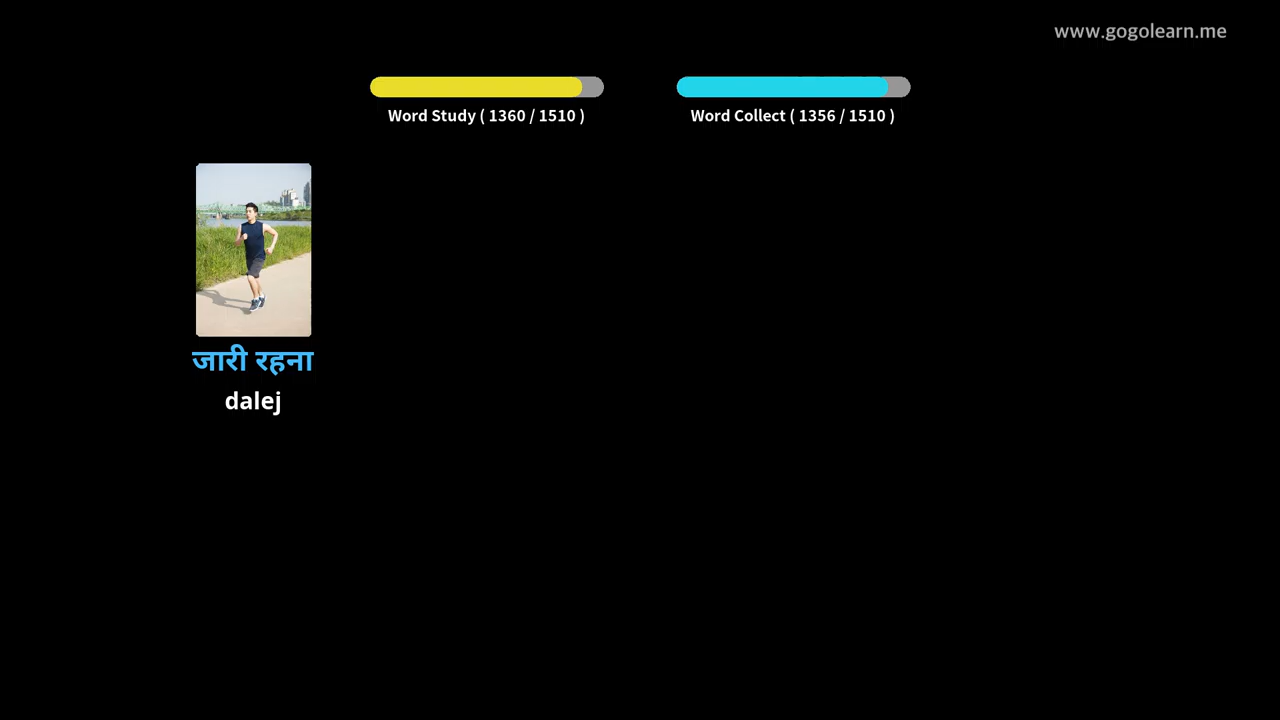 www.gogolearn.me
Word Study ( 1360 / 1510 )
Word Collect ( 1356 / 1510 )
जारी रहना
dalej